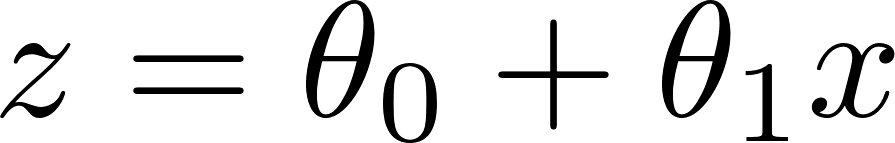 z = θ₀ + θ₁x